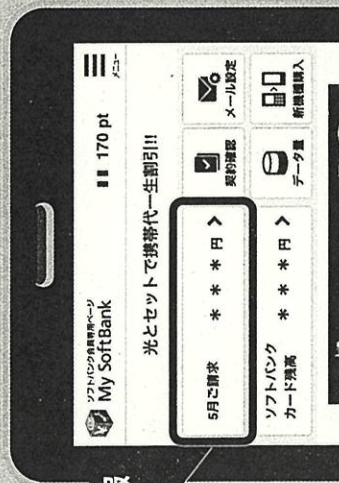 ソフトバンク会員専用ページ
My SoftBank
170 pt
メニュー
光とセットで携帯代一生割引!!
5月ご請求 ＊＊＊円 >
契約確認
メール設定
ソフトバンク
カード残高 ＊＊＊円 >
データ量
新機種購入